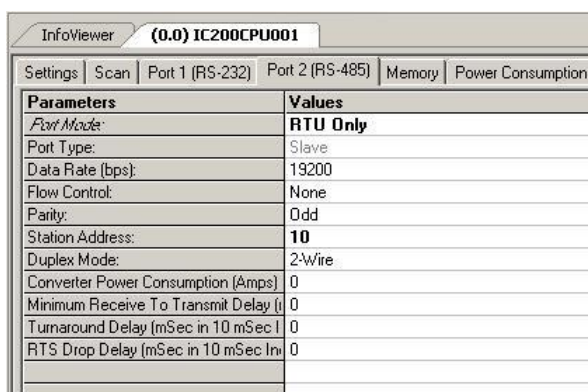 InfoViewer (0.0) IC200CPU001
Settings Scan Port 1 (RS-232) Port 2 (RS-485) Memory Power Consumption
Parameters Values
Port Mode: RTU Only
Port Type: Slave
Data Rate (bps): 19200
Flow Control: None
Parity: Odd
Station Address: 10
Duplex Mode: 2-Wire
Converter Power Consumption (Amps) 0
Minimum Receive To Transmit Delay 0
Turnaround Delay (mSec in 10 mSec I 0
RTS Drop Delay (mSec in 10 mSec In 0